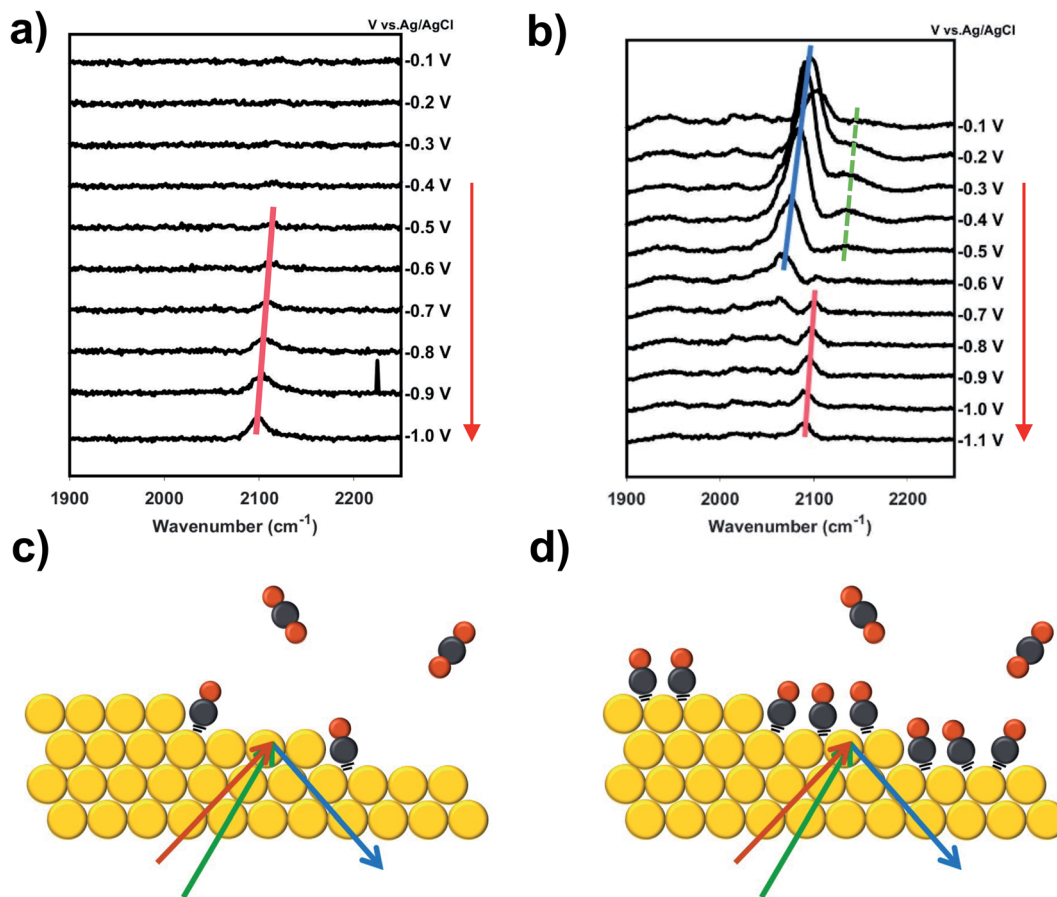 a)
V vs.Ag/AgCl
-0.1 V
-0.2 V
-0.3 V
-0.4 V
-0.5 V
-0.6 V
-0.7 V
-0.8 V
-0.9 V
-1.0 V
1900 2000 2100 2200
Wavenumber (cm⁻¹)
b)
V vs.Ag/AgCl
-0.1 V
-0.2 V
-0.3 V
-0.4 V
-0.5 V
-0.6 V
-0.7 V
-0.8 V
-0.9 V
-1.0 V
-1.1 V
1900 2000 2100 2200
Wavenumber (cm⁻¹)
c)
d)